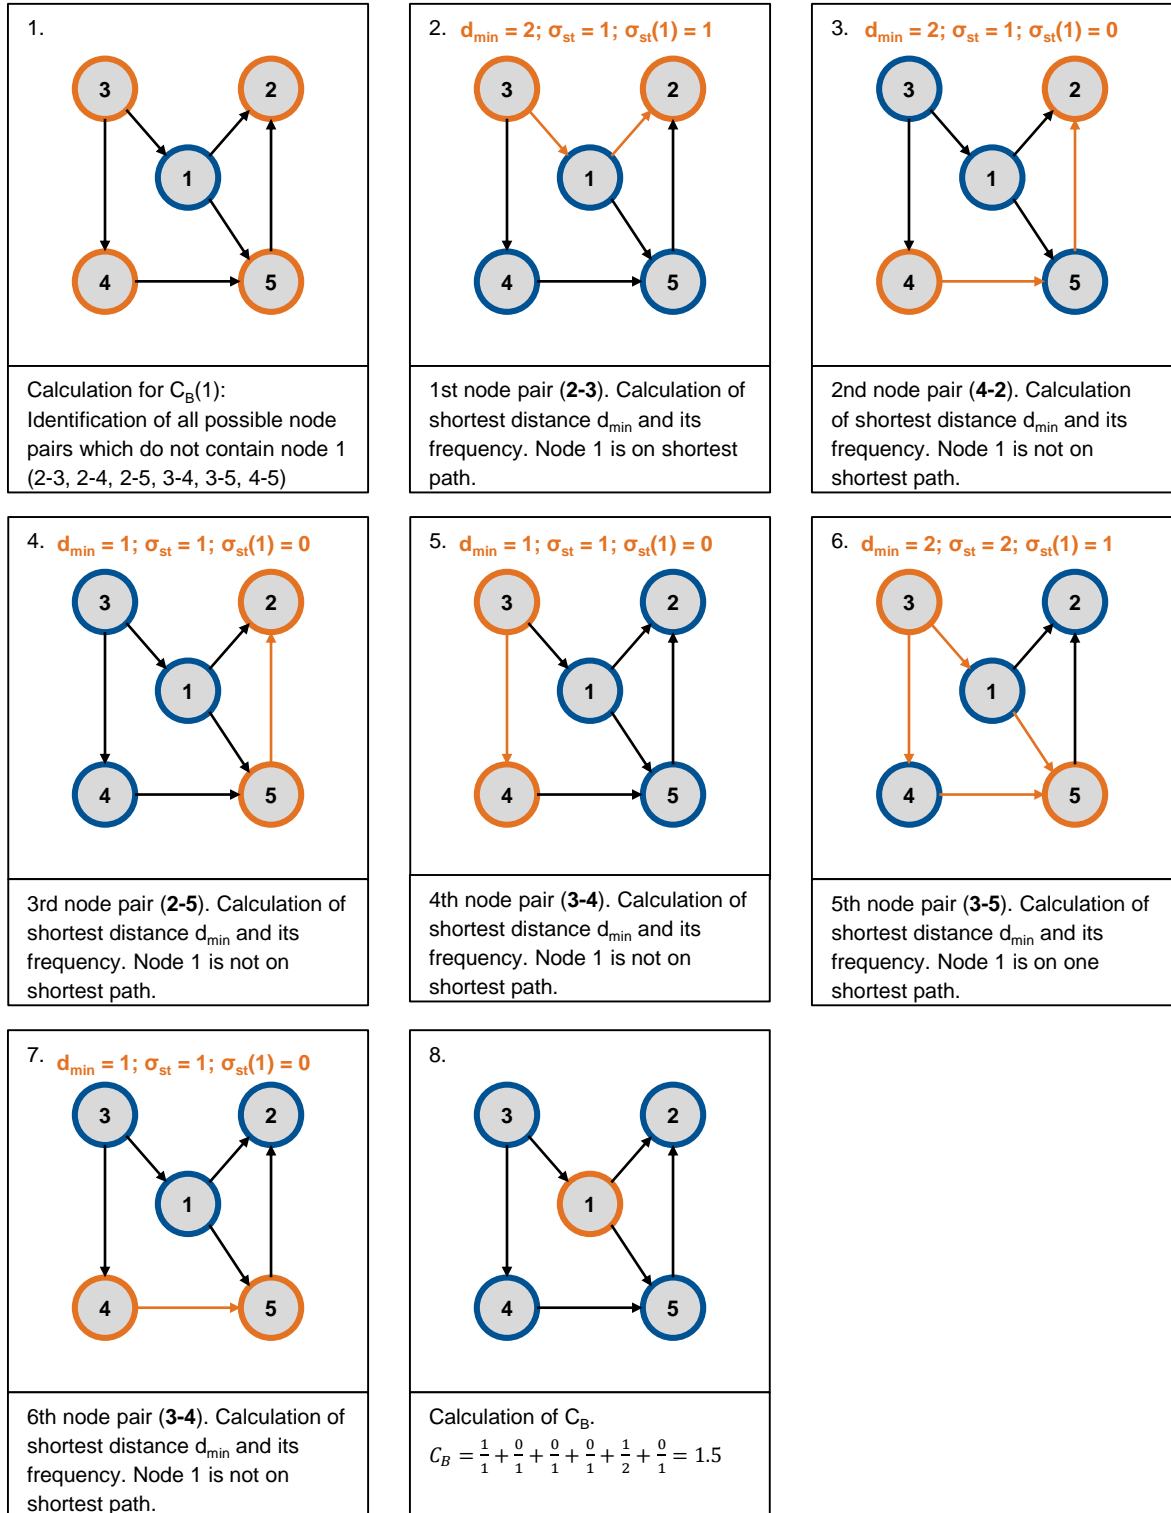 1.
3
2
1
4
5
Calculation for C_B(1):
Identification of all possible node
pairs which do not contain node 1
(2-3, 2-4, 2-5, 3-4, 3-5, 4-5)
2. d_min = 2; σ_st = 1; σ_st(1) = 1
3
2
1
4
5
1st node pair (2-3). Calculation of
shortest distance d_min and its
frequency. Node 1 is on shortest
path.
3. d_min = 2; σ_st = 1; σ_st(1) = 0
3
2
1
4
5
2nd node pair (4-2). Calculation
of shortest distance d_min and its
frequency. Node 1 is not on
shortest path.
4. d_min = 1; σ_st = 1; σ_st(1) = 0
3
2
1
4
5
3rd node pair (2-5). Calculation of
shortest distance d_min and its
frequency. Node 1 is not on
shortest path.
5. d_min = 1; σ_st = 1; σ_st(1) = 0
3
2
1
4
5
4th node pair (3-4). Calculation of
shortest distance d_min and its
frequency. Node 1 is not on
shortest path.
6. d_min = 2; σ_st = 2; σ_st(1) = 1
3
2
1
4
5
5th node pair (3-5). Calculation of
shortest distance d_min and its
frequency. Node 1 is on one
shortest path.
7. d_min = 1; σ_st = 1; σ_st(1) = 0
3
2
1
4
5
6th node pair (3-4). Calculation of
shortest distance d_min and its
frequency. Node 1 is not on
shortest path.
8.
3
2
1
4
5
Calculation of C_B.
C_B = 1/1 + 0/1 + 0/1 + 0/1 + 1/2 + 0/1 = 1.5